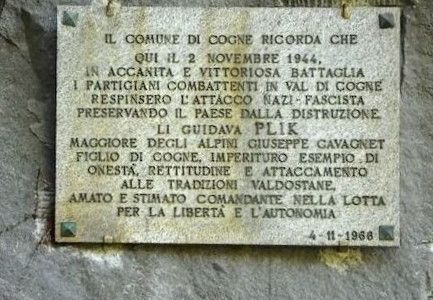 IL COMUNE DI COGNE RICORDA CHE
QUI IL 2 NOVEMBRE 1944,
IN ACCANITA E VITTORIOSA BATTAGLIA
I PARTIGIANI COMBATTENTI IN VAL DI COGNE
RESPINSERO L'ATTACCO NAZI-FASCISTA
PRESERVANDO IL PAESE DALLA DISTRUZIONE.
LI GUIDAVA PLIK
MAGGIORE DEGLI ALPINI GIUSEPPE CAVAGNET
FIGLIO DI COGNE, IMPERITURO ESEMPIO DI
ONESTÀ, RETTITUDINE E ATTACCAMENTO
ALLE TRADIZIONI VALDOSTANE,
AMATO E STIMATO COMANDANTE NELLA LOTTA
PER LA LIBERTÀ E L'AUTONOMIA
4-11-1966